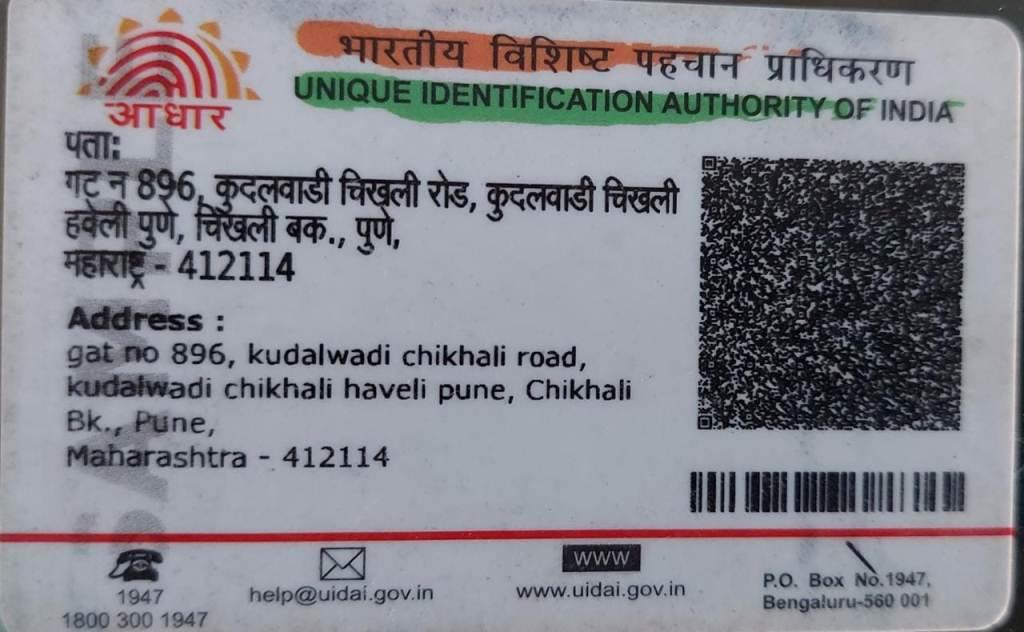 आधार
भारतीय विशिष्ट पहचान प्राधिकरण
UNIQUE IDENTIFICATION AUTHORITY OF INDIA
पता:
गट न 896, कुदलवाडी चिखली रोड, कुदलवाडी चिखली
हवेली पुणे, चिखली बक., पुणे,
महाराष्ट्र - 412114
Address :
gat no 896, kudalwadi chikhali road,
kudalwadi chikhali haveli pune, Chikhali
Bk., Pune,
Maharashtra - 412114
1947
1800 300 1947
help@uidai.gov.in
WWW
www.uidai.gov.in
P.O. Box No.1947,
Bengaluru-560 001